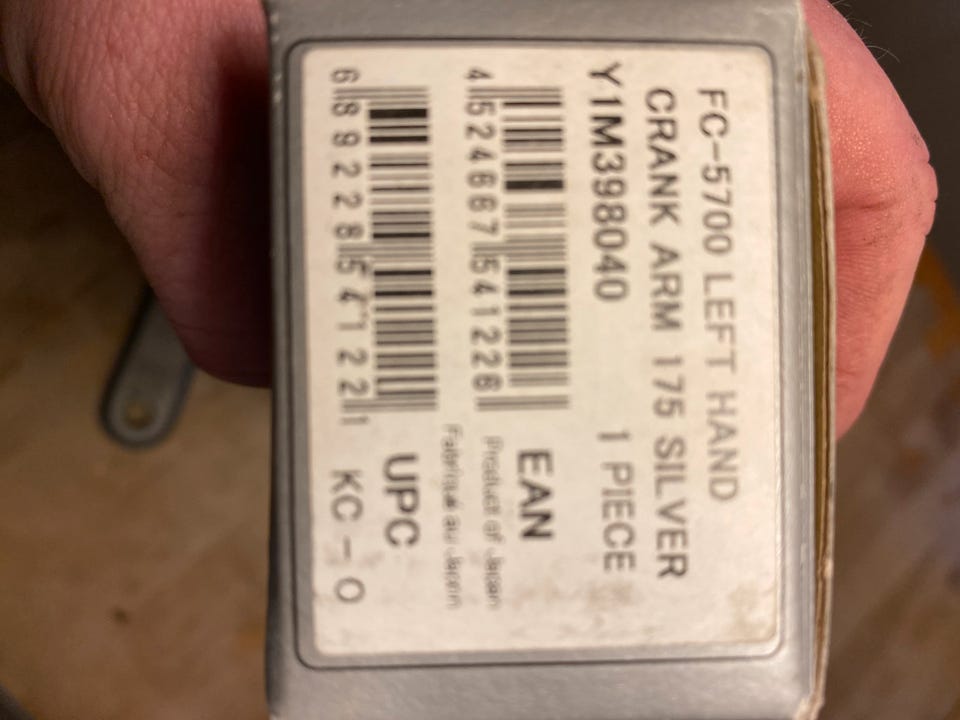 FC-5700 LEFT HAND
CRANK ARM 175 SILVER
Y1M398040 1 PIECE
4 524667 541226 EAN
Product of Japan
Fabriqué au Japon
6 89228 54122 1 UPC
KC-O